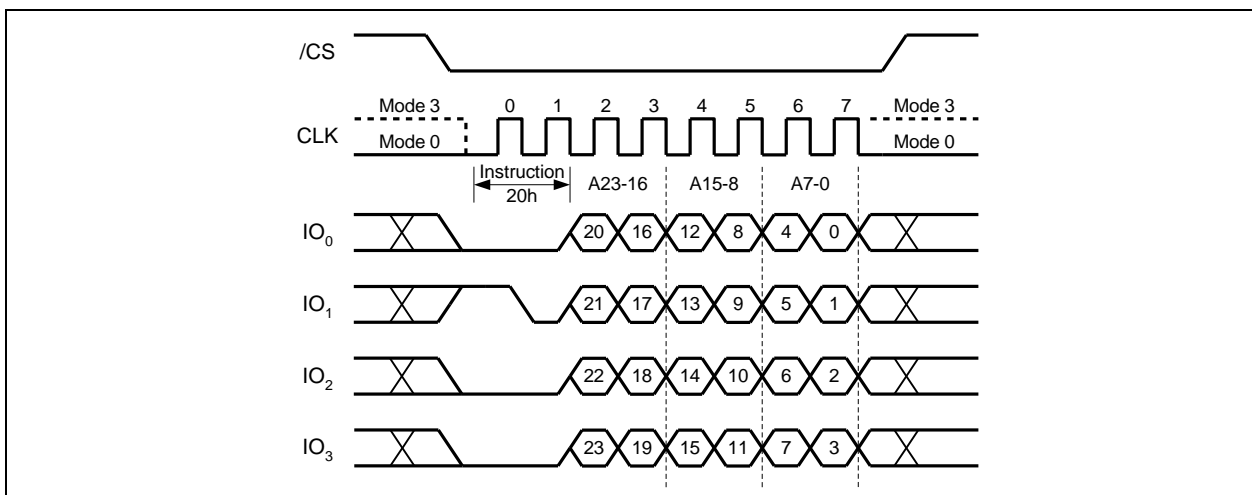 /CS
Mode 3 0 1 2 3 4 5 6 7 Mode 3
CLK
Mode 0 Mode 0
Instruction A23-16 A15-8 A7-0
20h
IO0 20 16 12 8 4 0
IO1 21 17 13 9 5 1
IO2 22 18 14 10 6 2
IO3 23 19 15 11 7 3